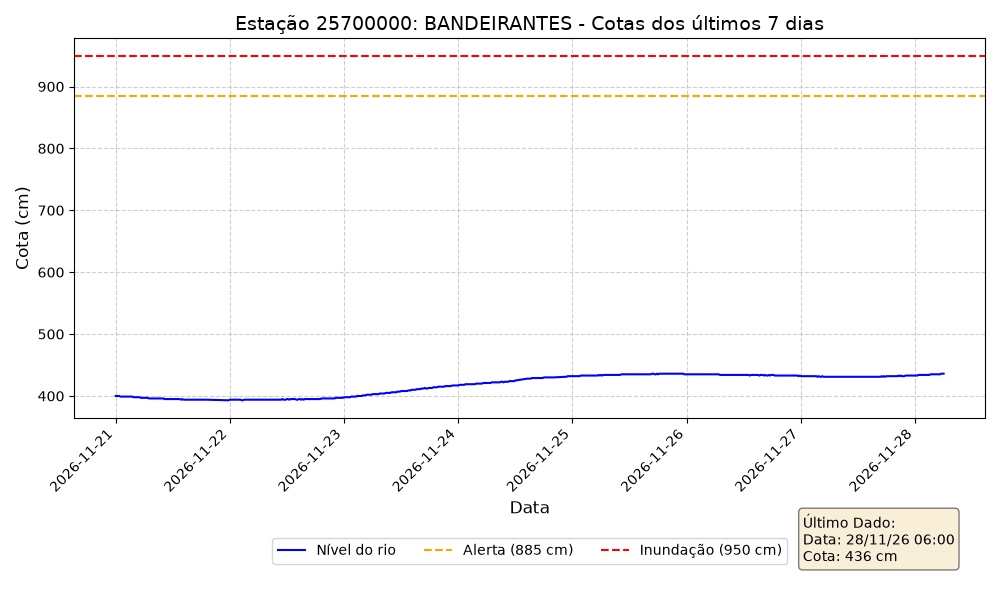 Estação 25700000: BANDEIRANTES - Cotas dos últimos 7 dias
Cota (cm)
900
800
700
600
500
400
2026-11-21
2026-11-22
2026-11-23
2026-11-24
2026-11-25
2026-11-26
2026-11-27
2026-11-28
Data
Nível do rio
Alerta (885 cm)
Inundação (950 cm)
Último Dado:
Data: 28/11/26 06:00
Cota: 436 cm